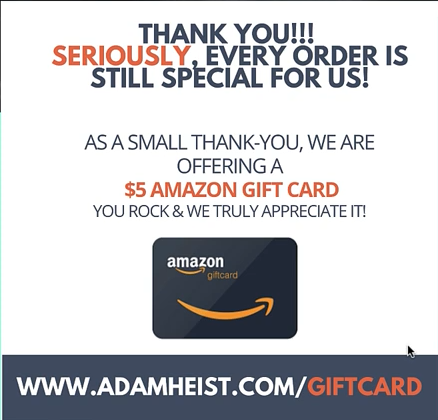 THANK YOU!!!
SERIOUSLY, EVERY ORDER IS
STILL SPECIAL FOR US!
AS A SMALL THANK-YOU, WE ARE
OFFERING A
$5 AMAZON GIFT CARD
YOU ROCK & WE TRULY APPRECIATE IT!
amazon
giftcard
WWW.ADAMHEIST.COM/GIFTCARD